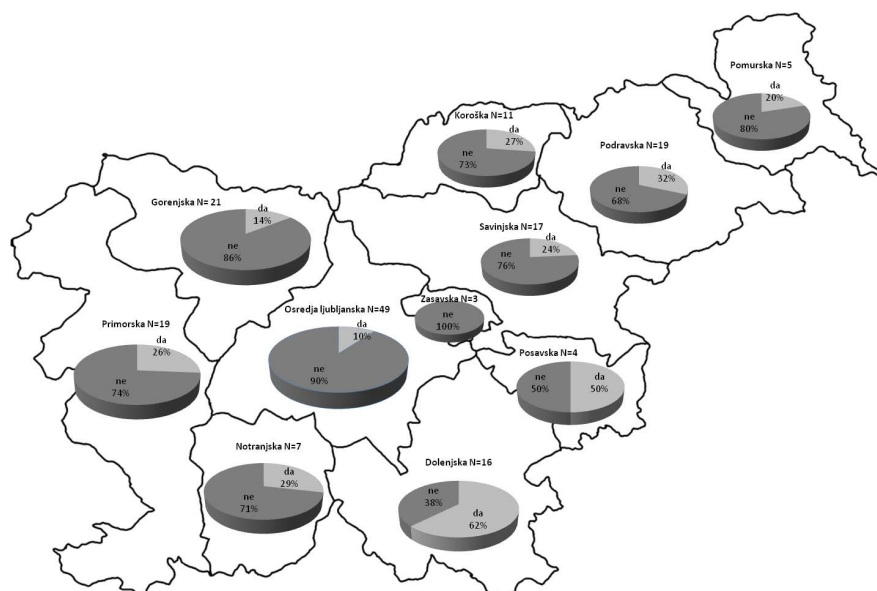 Pomurska N=5
da
20%
ne
80%
Koroška N=11
da
27%
ne
73%
Podravska N=19
da
32%
ne
68%
Gorenjska N= 21
da
14%
ne
86%
Savinjska N=17
da
24%
ne
76%
Osredja ljubljanska N=49
da
10%
ne
90%
Zasavska N=3
ne
100%
Primorska N=19
da
26%
ne
74%
Posavska N=4
ne
50%
da
50%
Notranjska N=7
da
29%
ne
71%
Dolenjska N=16
ne
38%
da
62%